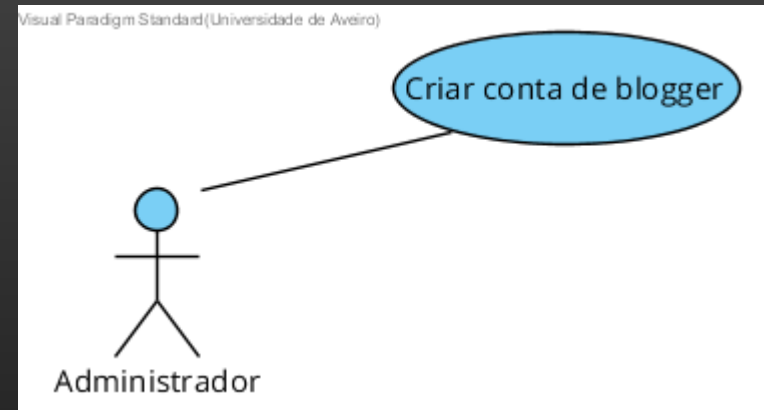 Visual Paradigm Standard(Universidade de Aveiro)
Criar conta de blogger
Administrador